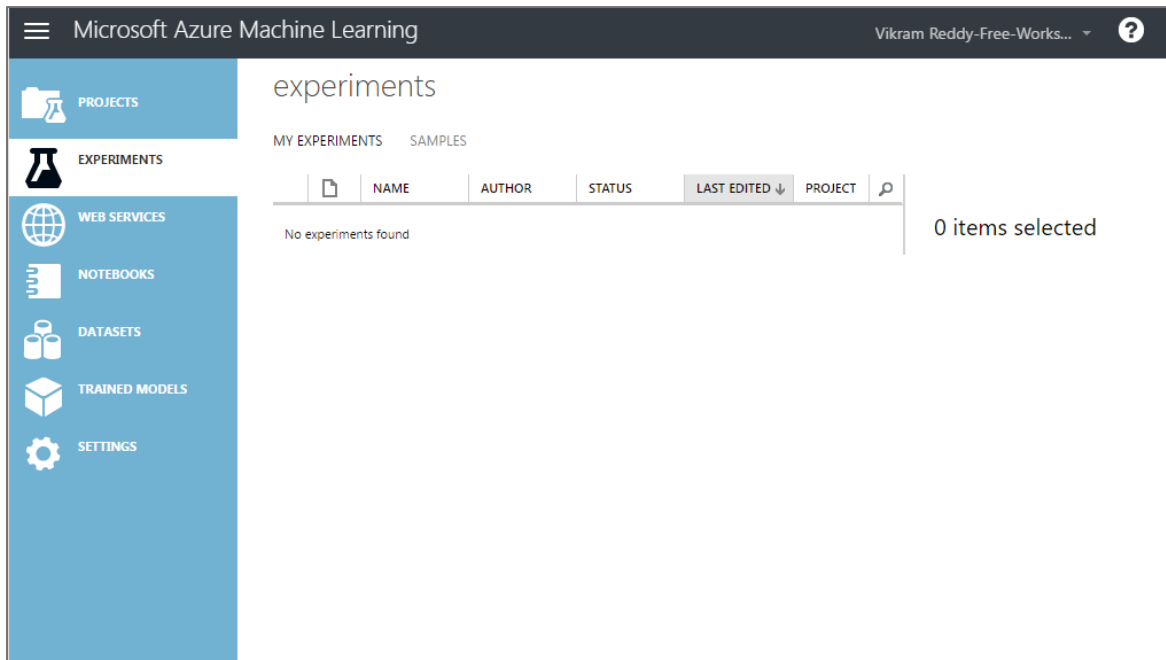 Microsoft Azure Machine Learning
Vikram Reddy-Free-Works...
?
PROJECTS
EXPERIMENTS
WEB SERVICES
NOTEBOOKS
DATASETS
TRAINED MODELS
SETTINGS
experiments
MY EXPERIMENTS SAMPLES
NAME AUTHOR STATUS LAST EDITED ↓ PROJECT
No experiments found
0 items selected